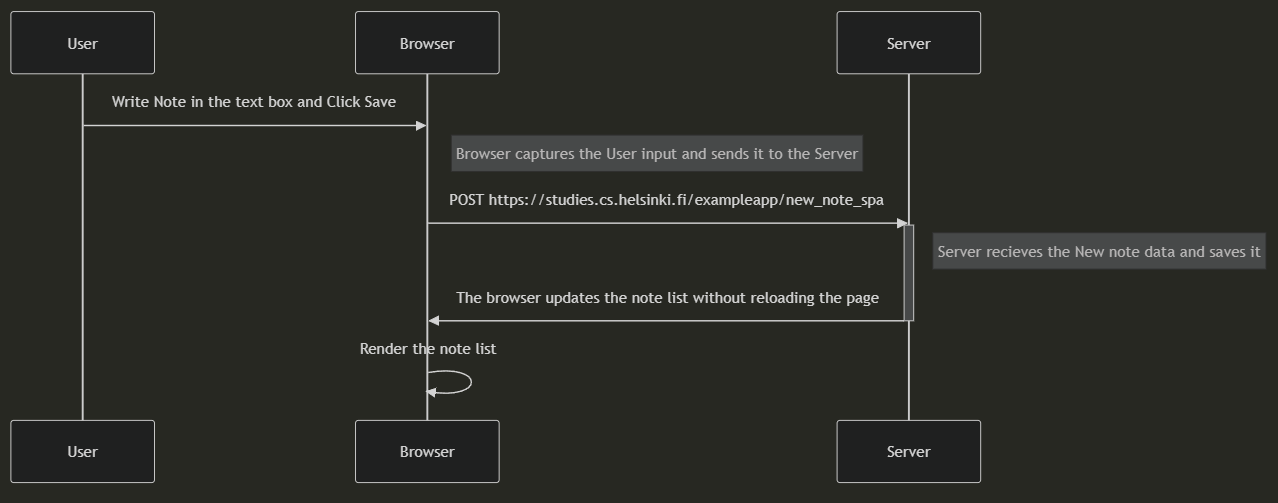 User
Browser
Server
Write Note in the text box and Click Save
Browser captures the User input and sends it to the Server
POST https://studies.cs.helsinki.fi/exampleapp/new_note_spa
Server recieves the New note data and saves it
The browser updates the note list without reloading the page
Render the note list
User
Browser
Server